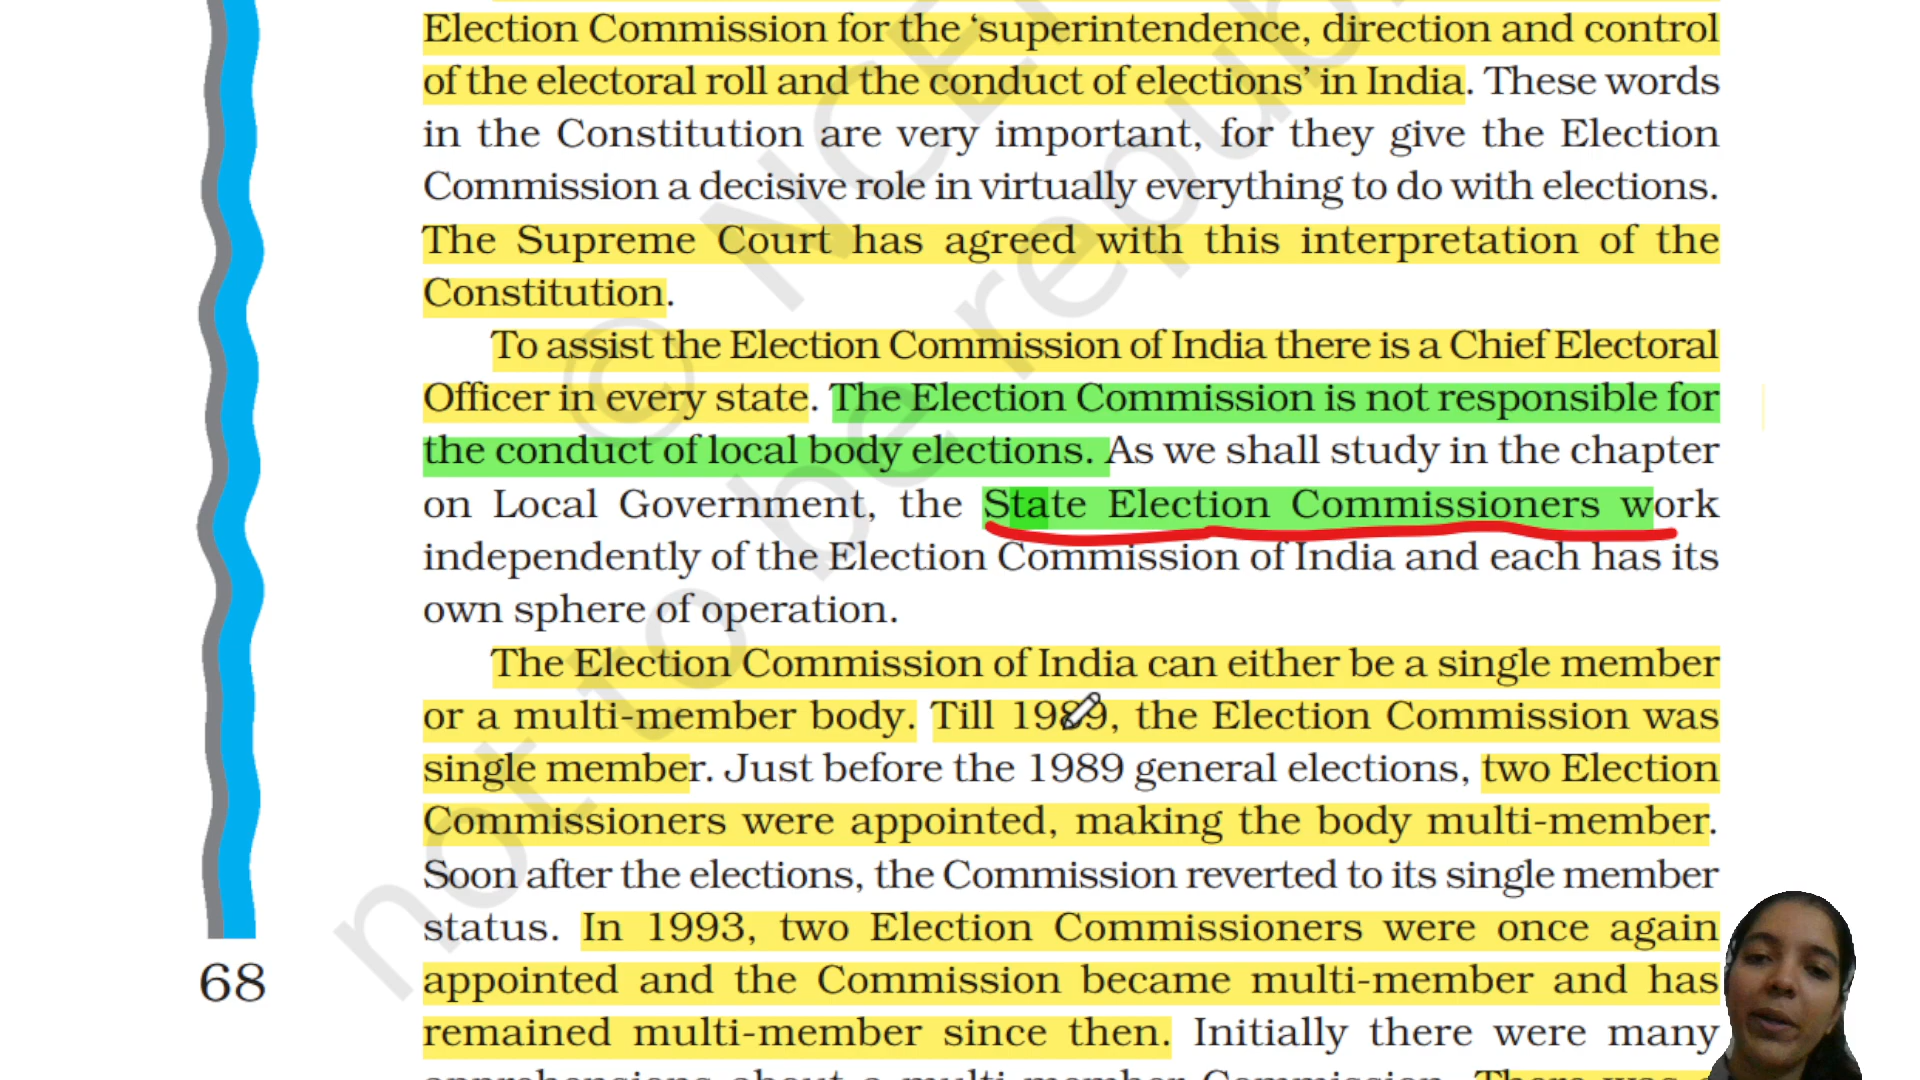 Election Commission for the ‘superintendence, direction and control
of the electoral roll and the conduct of elections’ in India. These words
in the Constitution are very important, for they give the Election
Commission a decisive role in virtually everything to do with elections.
The Supreme Court has agreed with this interpretation of the
Constitution.
To assist the Election Commission of India there is a Chief Electoral
Officer in every state. The Election Commission is not responsible for
the conduct of local body elections. As we shall study in the chapter
on Local Government, the State Election Commissioners work
independently of the Election Commission of India and each has its
own sphere of operation.
The Election Commission of India can either be a single member
or a multi-member body. Till 1989, the Election Commission was
single member. Just before the 1989 general elections, two Election
Commissioners were appointed, making the body multi-member.
Soon after the elections, the Commission reverted to its single member
status. In 1993, two Election Commissioners were once again
appointed and the Commission became multi-member and has
remained multi-member since then. Initially there were many
68
© NCE
not to be repub